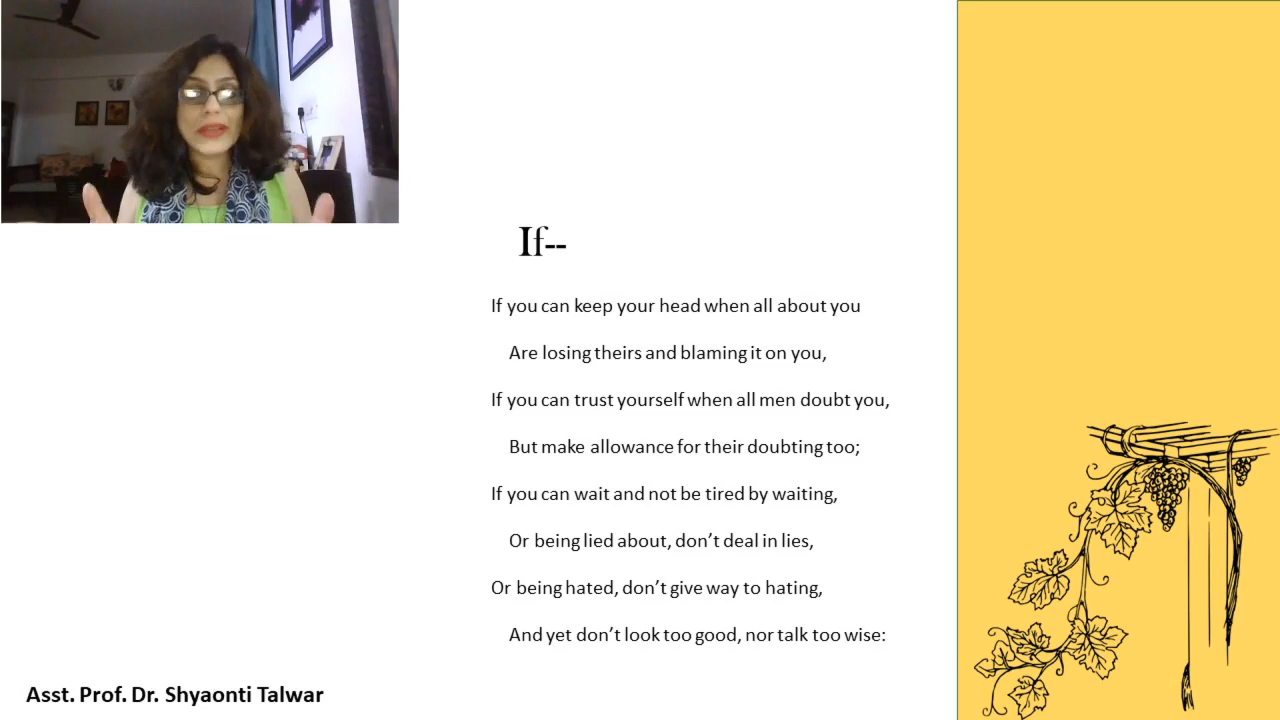 If--
If you can keep your head when all about you
Are losing theirs and blaming it on you,
If you can trust yourself when all men doubt you,
But make allowance for their doubting too;
If you can wait and not be tired by waiting,
Or being lied about, don’t deal in lies,
Or being hated, don’t give way to hating,
And yet don’t look too good, nor talk too wise:
Asst. Prof. Dr. Shyaonti Talwar